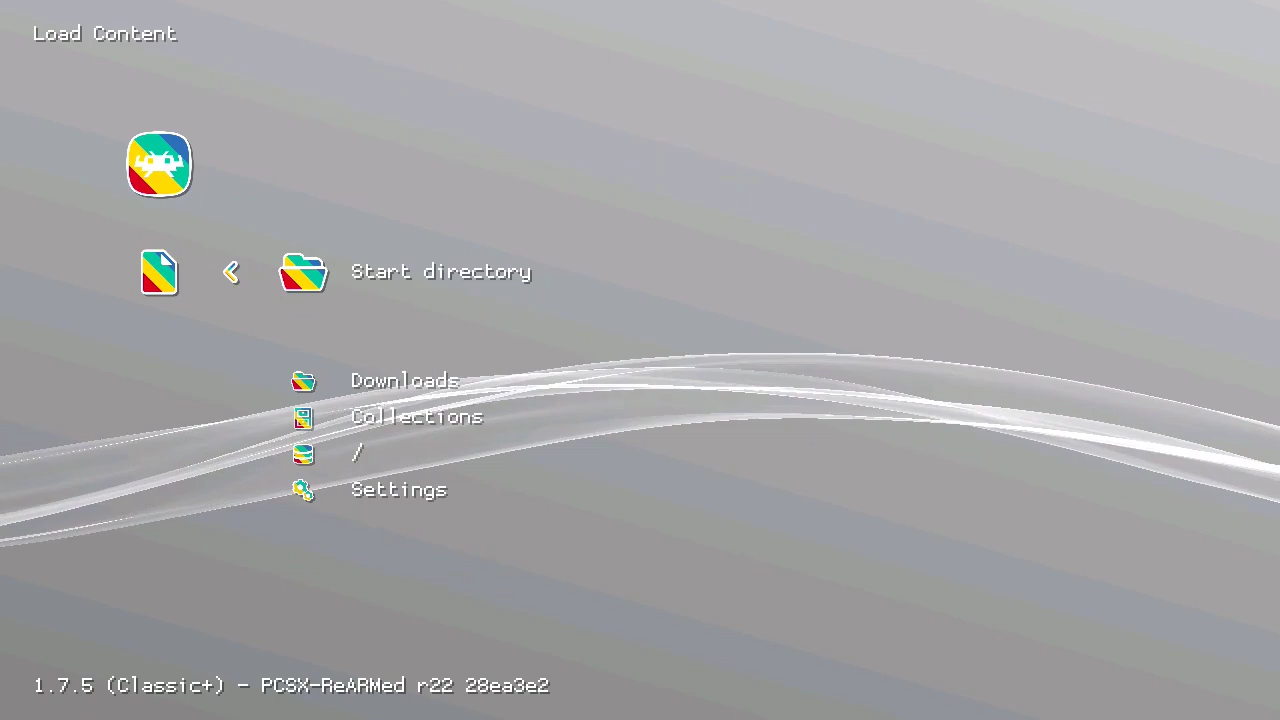 Load Content
Start directory
Downloads
Collections
/
Settings
1.7.5 (Classic+) - PCSX-ReARMed r22 28ea3e2